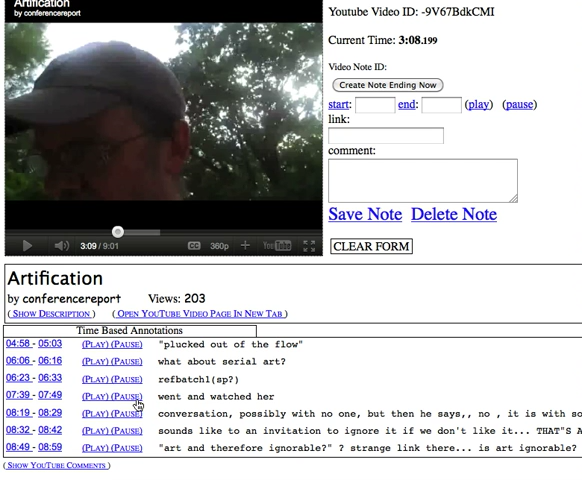 Artification
by conferencereport
Youtube Video ID: -9V67BdkCMI
Current Time: 3:08.199
Video Note ID:
Create Note Ending Now
start: end: (play) (pause)
link:
comment:
Save Note Delete Note
CLEAR FORM
3:09 / 9:01 CC 360p YouTube
Artification
by conferencereport Views: 203
( SHOW DESCRIPTION ) ( OPEN YOUTUBE VIDEO PAGE IN NEW TAB )
Time Based Annotations
04:58 - 05:03 (PLAY) (PAUSE) "plucked out of the flow"
06:06 - 06:16 (PLAY) (PAUSE) what about serial art?
06:23 - 06:33 (PLAY) (PAUSE) refbatchl(sp?)
07:39 - 07:49 (PLAY) (PAUSE) went and watched her
08:19 - 08:29 (PLAY) (PAUSE) conversation, possibly with no one, but then he says,, no , it is with so
08:32 - 08:42 (PLAY) (PAUSE) sounds like to an invitation to ignore it if we don't like it... THAT'S A
08:49 - 08:59 (PLAY) (PAUSE) "art and therefore ignorable?" ? strange link there... is art ignorable?
( SHOW YOUTUBE COMMENTS )